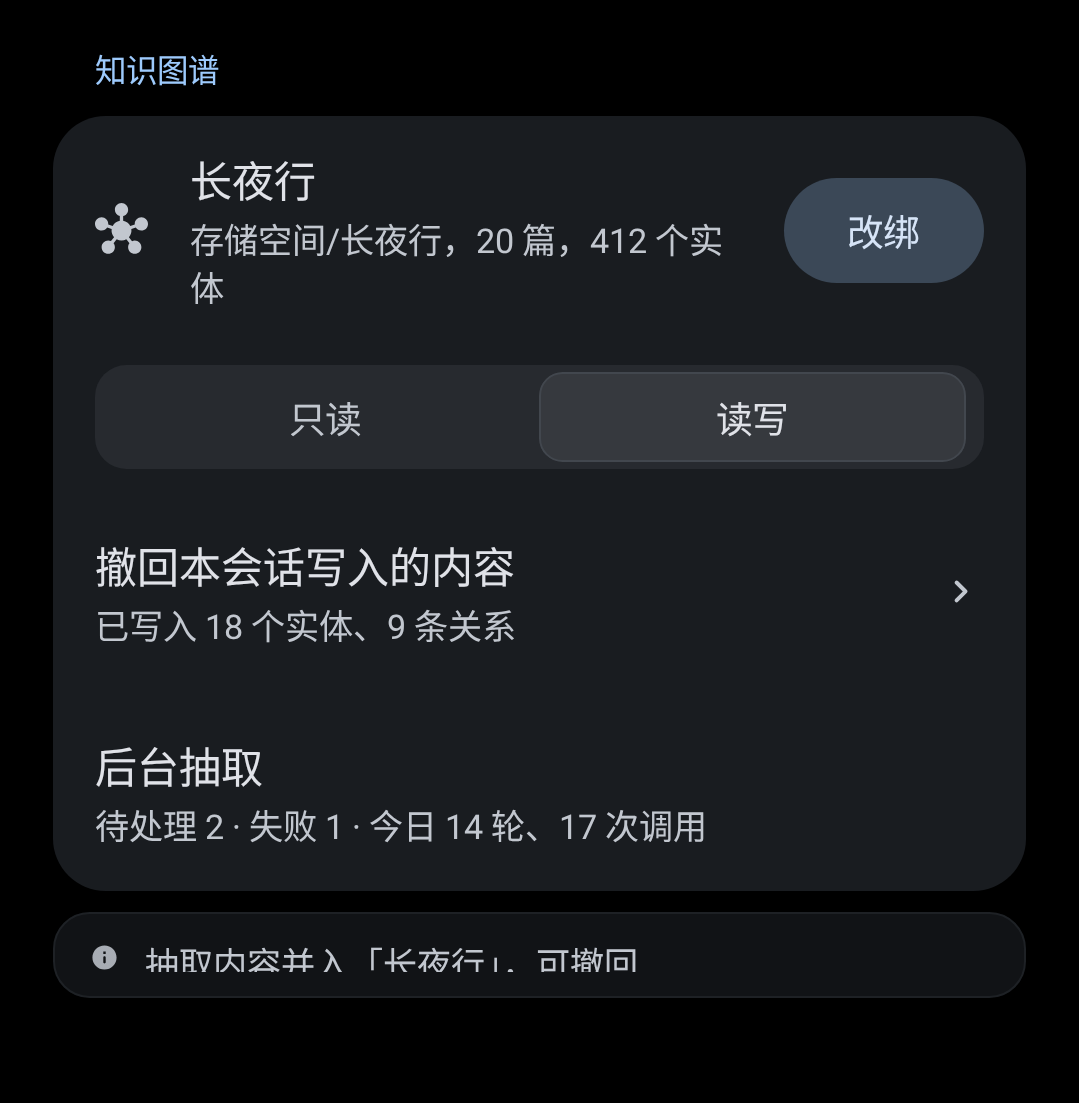 知识图谱
长夜行
存储空间/长夜行，20 篇，412 个实
体
改绑
只读
读写
撤回本会话写入的内容
已写入 18 个实体、9 条关系
后台抽取
待处理 2 · 失败 1 · 今日 14 轮、17 次调用
抽取内容并入「长夜行」，可撤回